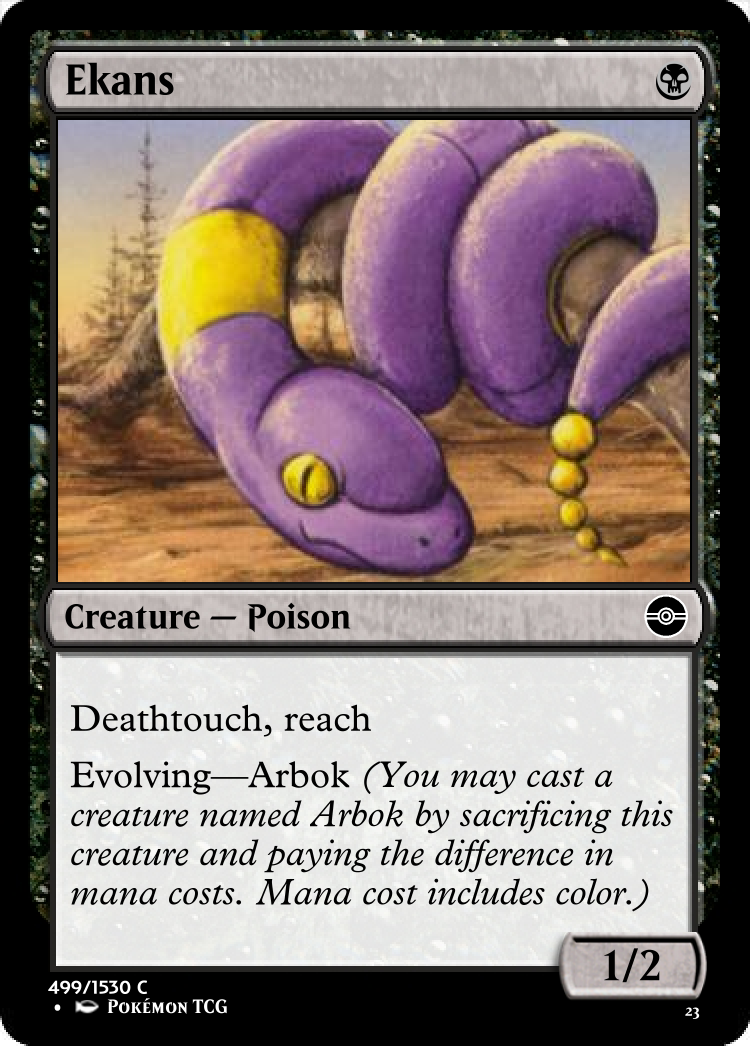 Ekans
Creature — Poison
Deathtouch, reach
Evolving—Arbok (You may cast a
creature named Arbok by sacrificing this
creature and paying the difference in
mana costs. Mana cost includes color.)
1/2
499/1530 C
• Pokémon TCG
23